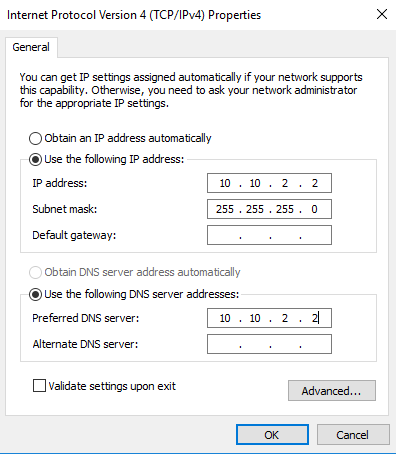 Internet Protocol Version 4 (TCP/IPv4) Properties
General
You can get IP settings assigned automatically if your network supports
this capability. Otherwise, you need to ask your network administrator
for the appropriate IP settings.
Obtain an IP address automatically
Use the following IP address:
IP address: 10 . 10 . 2 . 2
Subnet mask: 255 . 255 . 255 . 0
Default gateway: . . .
Obtain DNS server address automatically
Use the following DNS server addresses:
Preferred DNS server: 10 . 10 . 2 . 2
Alternate DNS server: . . .
Validate settings upon exit
Advanced...
OK Cancel